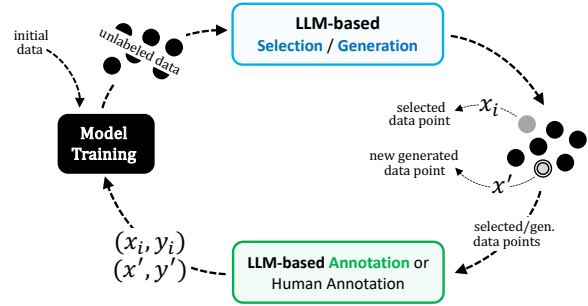 initial
data
unlabeled data
LLM-based
Selection / Generation
Model
Training
selected
data point
x_i
new generated
data point
x'
selected/gen.
data points
(x_i, y_i)
(x', y')
LLM-based Annotation or
Human Annotation